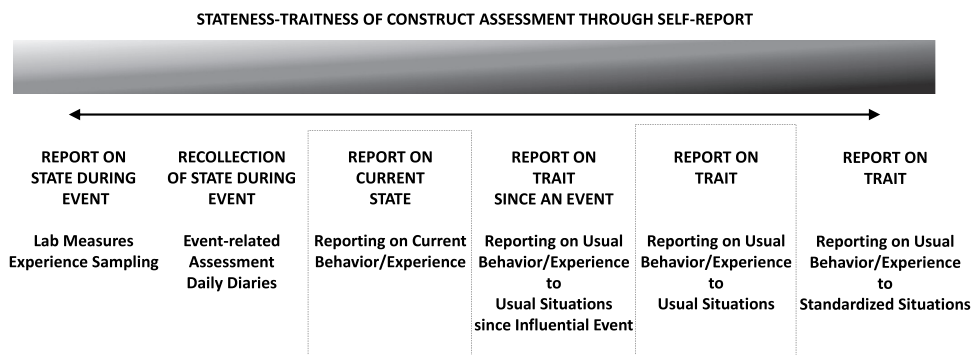 STATENESS-TRAITNESS OF CONSTRUCT ASSESSMENT THROUGH SELF-REPORT
REPORT ON
STATE DURING
EVENT
Lab Measures
Experience Sampling
RECOLLECTION
OF STATE DURING
EVENT
Event-related
Assessment
Daily Diaries
REPORT ON
CURRENT
STATE
Reporting on Current
Behavior/Experience
REPORT ON
TRAIT
SINCE AN EVENT
Reporting on Usual
Behavior/Experience
to
Usual Situations
since Influential Event
REPORT ON
TRAIT
Reporting on Usual
Behavior/Experience
to
Usual Situations
REPORT ON
TRAIT
Reporting on Usual
Behavior/Experience
to
Standardized Situations